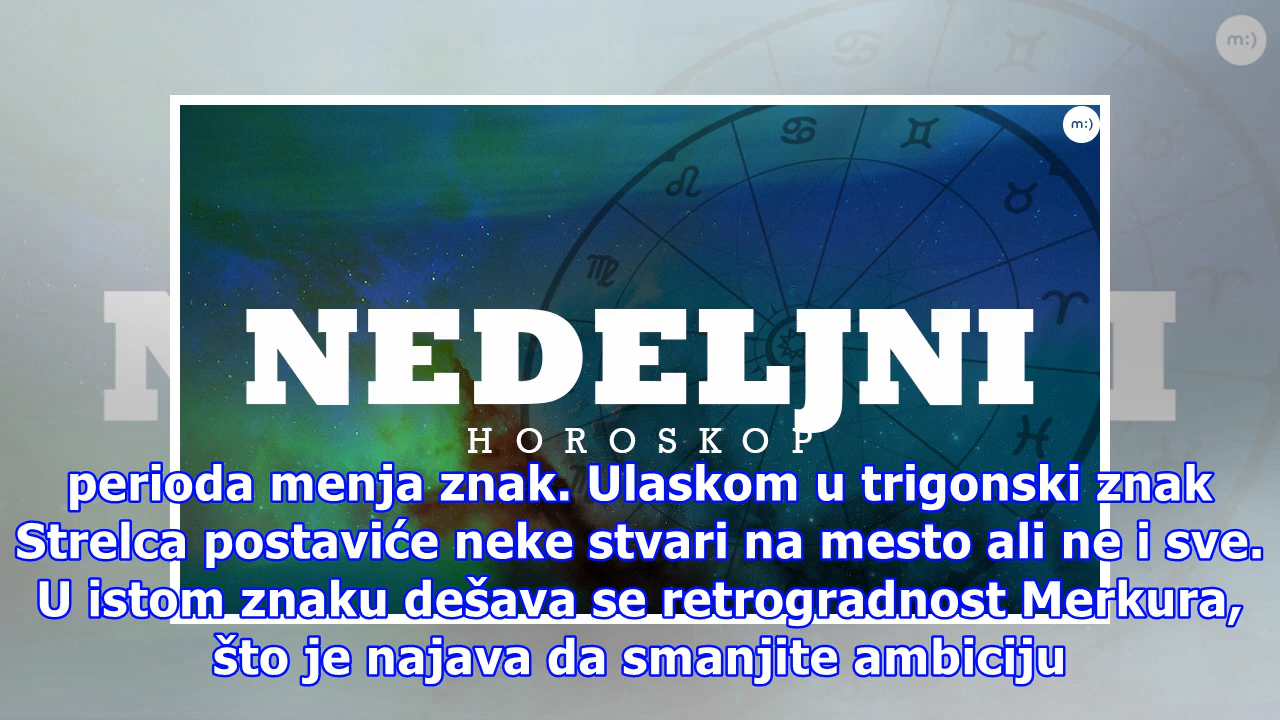 m:)
m:)
NEDELJNI
HOROSKOP
perioda menja znak. Ulaskom u trigonski znak
Strelca postaviće neke stvari na mesto ali ne i sve.
U istom znaku dešava se retrogradnost Merkura,
što je najava da smanjite ambiciju